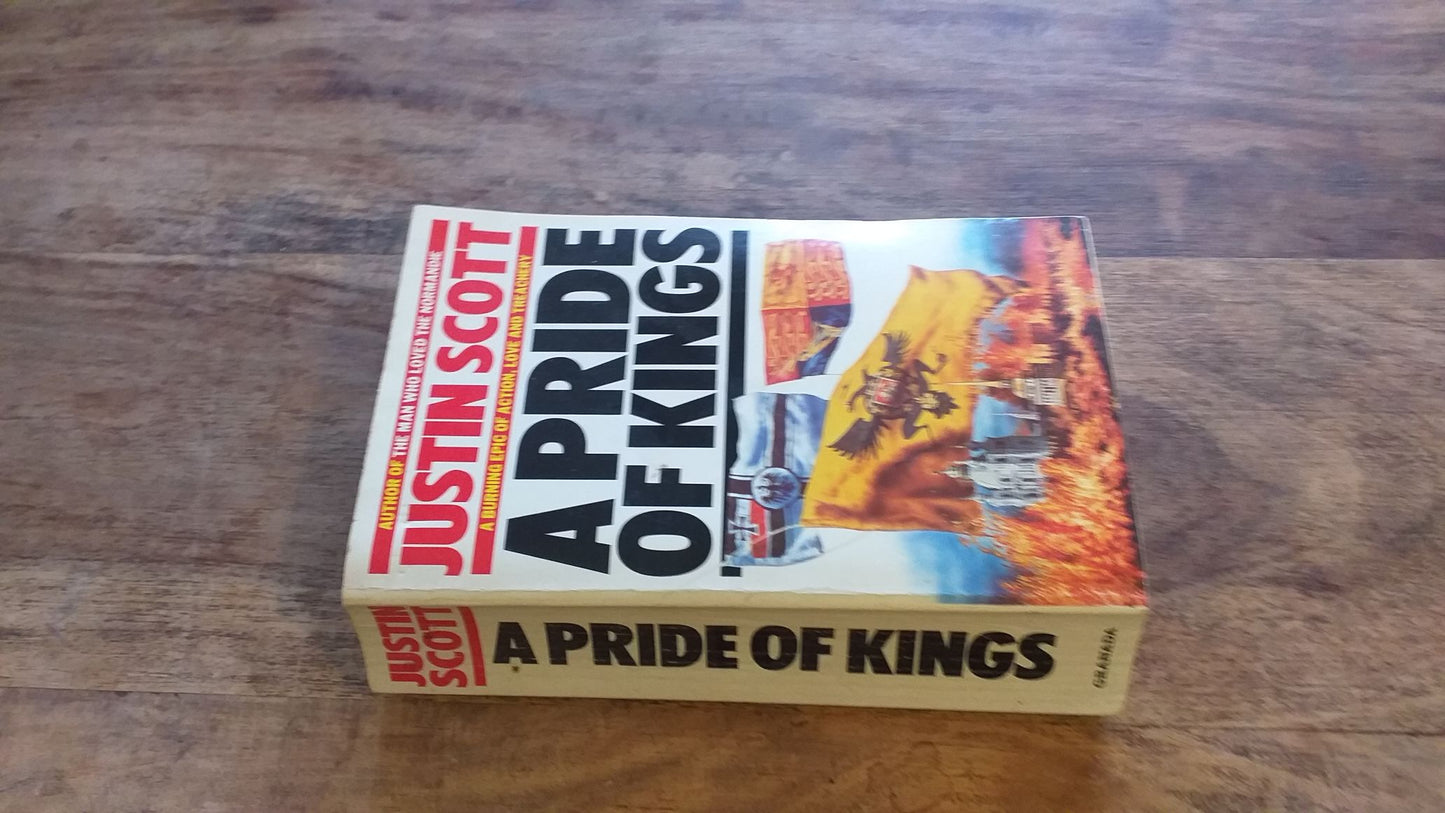 AUTHOR OF THE MAN WHO LOVED THE NORMANDIE
JUSTIN SCOTT
A BURNING EPIC OF ACTION, LOVE AND TREACHERY
A PRIDE
OF KINGS
JUSTIN
SCOTT
A PRIDE OF KINGS
GRANADA